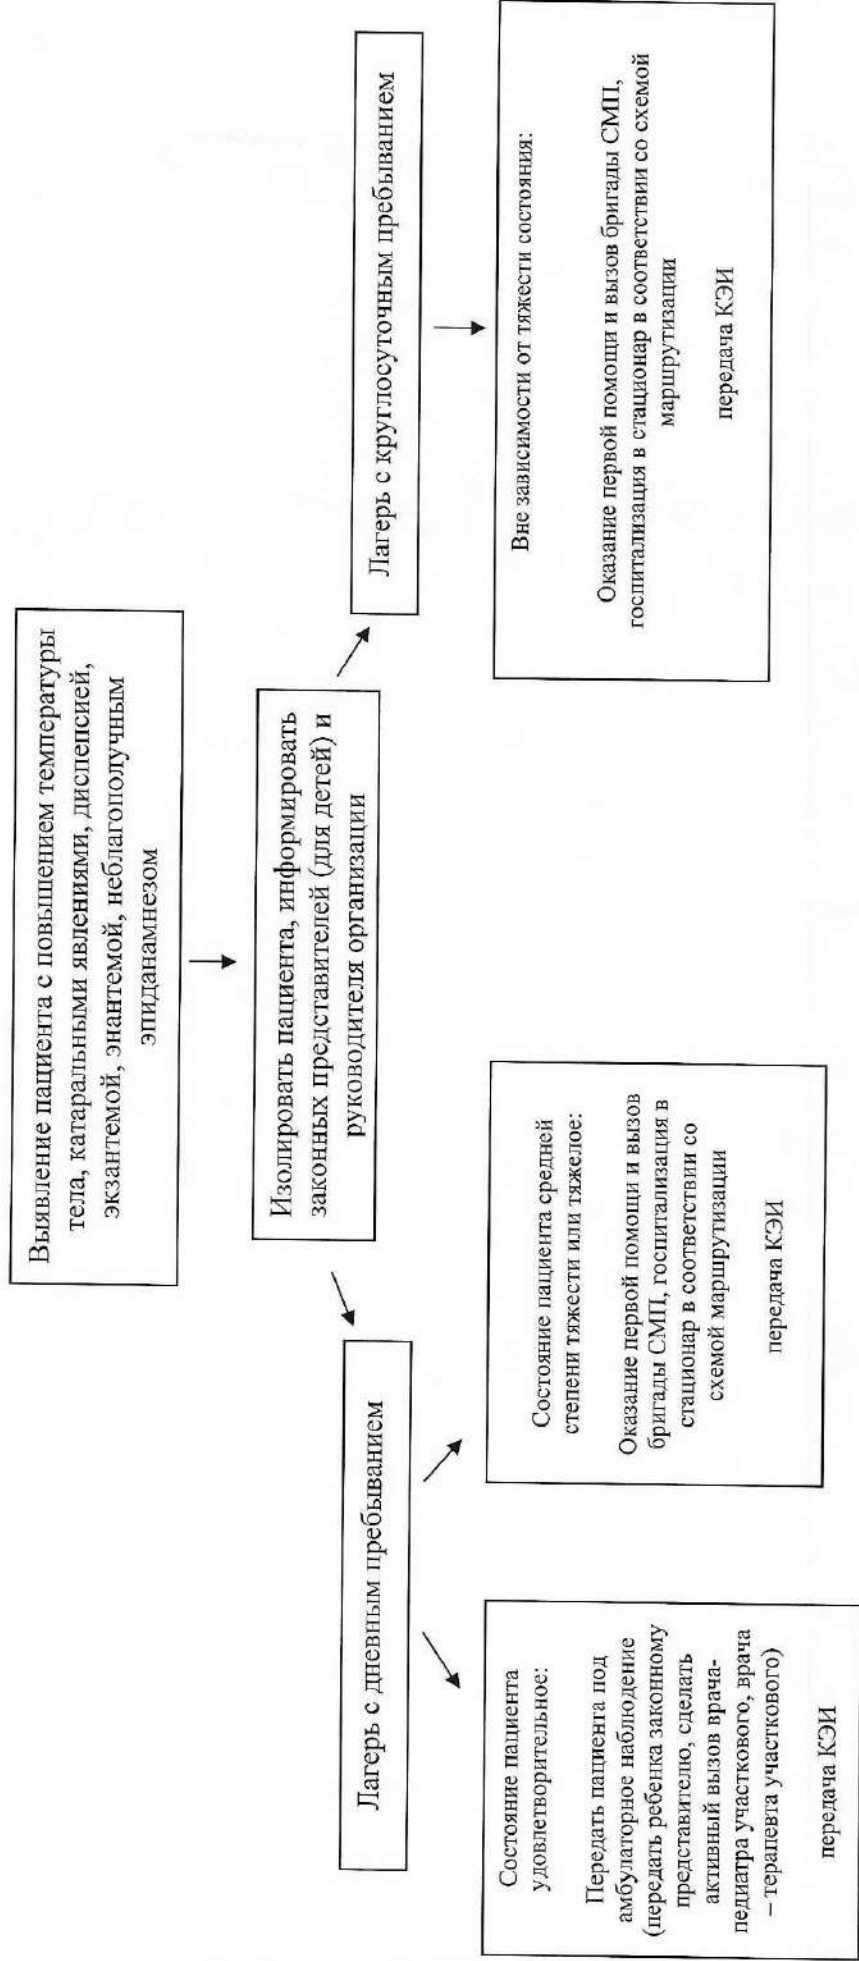 Выявление пациента с повышением температуры
тела, катаральными явлениями, диспепсией,
экзантемой, энантемой, неблагополучным
эпиданамнезом
Изолировать пациента, информировать
законных представителей (для детей) и
руководителя организации
Лагерь с дневным пребыванием
Лагерь с круглосуточным пребыванием
Состояние пациента
удовлетворительное:
Передать пациента под
амбулаторное наблюдение
(передать ребенка законному
представителю, сделать
активный вызов врача-
педиатра участкового, врача
– терапевта участкового)
передача КЭИ
Состояние пациента средней
степени тяжести или тяжелое:
Оказание первой помощи и вызов
бригады СМП, госпитализация в
стационар в соответствии со
схемой маршрутизации
передача КЭИ
Вне зависимости от тяжести состояния:
Оказание первой помощи и вызов бригады СМП,
госпитализация в стационар в соответствии со схемой
маршрутизации
передача КЭИ